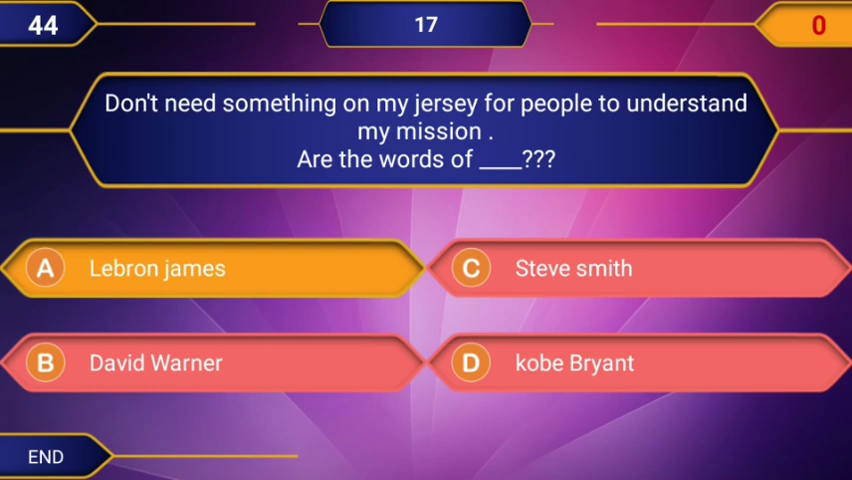 44
17
0
Don't need something on my jersey for people to understand
my mission .
Are the words of ____???
A Lebron james
C Steve smith
B David Warner
D kobe Bryant
END